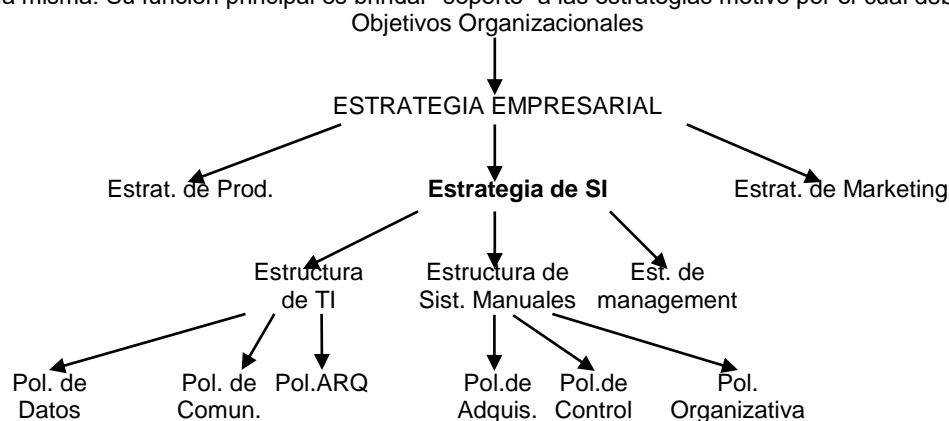 la misma. Su función principal es brindar "soporte" a las estrategias motivo por el cual deb
Objetivos Organizacionales
ESTRATEGIA EMPRESARIAL
Estrat. de Prod. Estrategia de SI Estrat. de Marketing
Estructura Estructura de Est. de
de TI Sist. Manuales management
Pol. de Pol. de Pol.ARQ Pol.de Pol.de Pol.
Datos Comun. Adquis. Control Organizativa